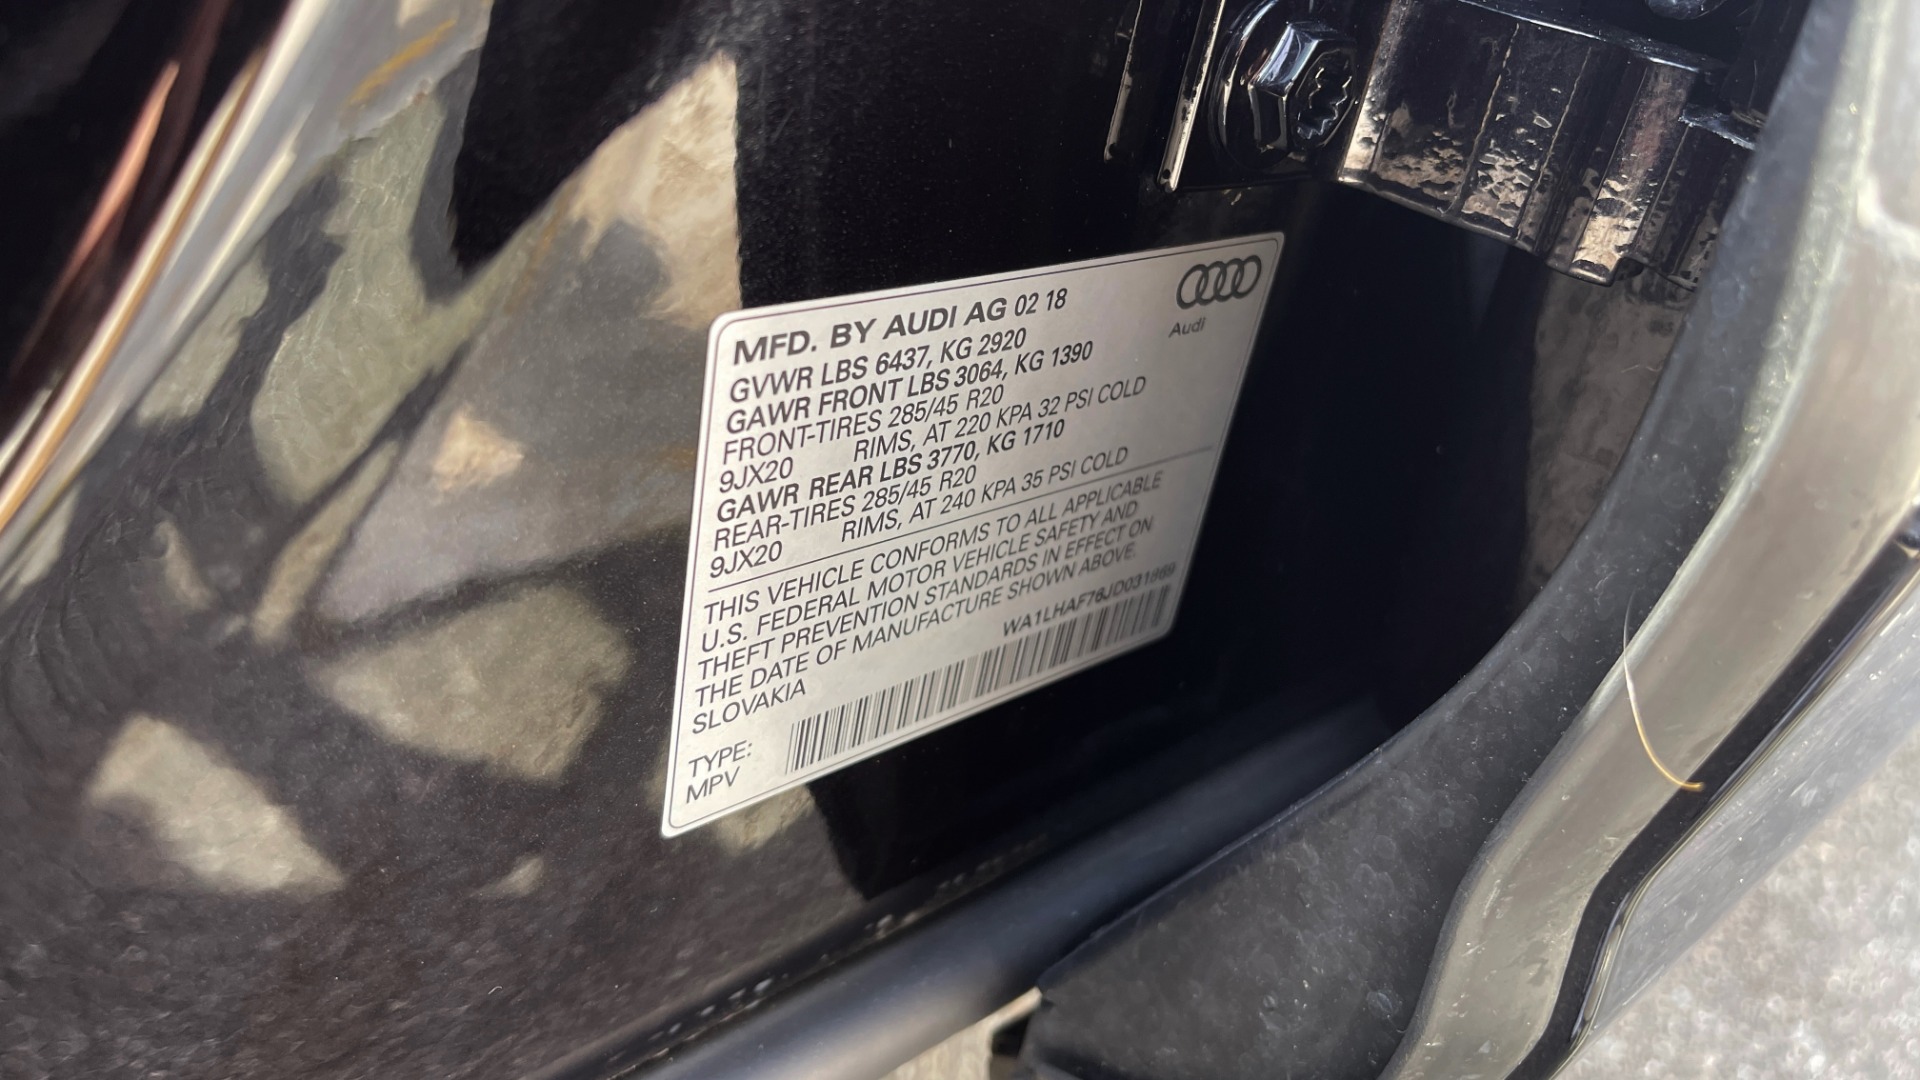 MFD. BY AUDI AG 02 18
Audi
GVWR LBS 6437, KG 2920
GAWR FRONT LBS 3064, KG 1390
FRONT-TIRES 285/45 R20
9JX20 RIMS, AT 220 KPA 32 PSI COLD
GAWR REAR LBS 3770, KG 1710
REAR-TIRES 285/45 R20
9JX20 RIMS, AT 240 KPA 35 PSI COLD
THIS VEHICLE CONFORMS TO ALL APPLICABLE
U.S. FEDERAL MOTOR VEHICLE SAFETY AND
THEFT PREVENTION STANDARDS IN EFFECT ON
THE DATE OF MANUFACTURE SHOWN ABOVE.
SLOVAKIA
TYPE:
MPV